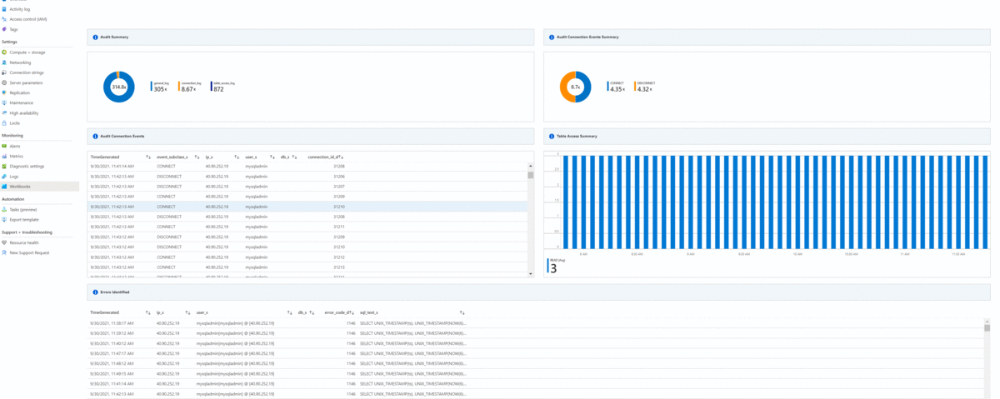 Activity log
Access control (IAM)
Tags
Settings
Compute + storage
Networking
Connection strings
Server parameters
Replication
Maintenance
High availability
Locks
Monitoring
Alerts
Metrics
Diagnostic settings
Logs
Workbooks
Automation
Tasks (preview)
Export template
Support + troubleshooting
Resource health
New Support Request
Audit Summary
314.8K
general_log
305K
connection_log
8.67K
table_access_log
872
Audit Connection Events Summary
8.7K
CONNECT
4.35K
DISCONNECT
4.32K
Audit Connection Events
TimeGenerated event_subclass_s ip_s user_s db_s connection_id_d
9/30/2021, 11:41:14 AM CONNECT 40.90.252.19 mysqladmin 31208
9/30/2021, 11:42:13 AM DISCONNECT 40.90.252.19 mysqladmin 31206
9/30/2021, 11:42:13 AM DISCONNECT 40.90.252.19 mysqladmin 31207
9/30/2021, 11:42:13 AM CONNECT 40.90.252.19 mysqladmin 31209
9/30/2021, 11:42:13 AM CONNECT 40.90.252.19 mysqladmin 31210
9/30/2021, 11:42:13 AM DISCONNECT 40.90.252.19 mysqladmin 31208
9/30/2021, 11:43:12 AM CONNECT 40.90.252.19 mysqladmin 31211
9/30/2021, 11:43:12 AM DISCONNECT 40.90.252.19 mysqladmin 31209
9/30/2021, 11:43:12 AM DISCONNECT 40.90.252.19 mysqladmin 31210
9/30/2021, 11:43:12 AM CONNECT 40.90.252.19 mysqladmin 31212
9/30/2021, 11:43:12 AM CONNECT 40.90.252.19 mysqladmin 31213
Table Access Summary
3
2.5
2
1.5
1
0.5
0
8 AM 8:30 AM 9 AM 9:30 AM 10 AM 10:30 AM 11 AM 11:30 AM
READ (Avg)
3
Errors Identified
TimeGenerated ip_s user_s db_s error_code_d sql_text_s
9/30/2021, 11:38:17 AM 40.90.252.19 mysqladmin[mysqladmin] @ [40.90.252.19] 1146 SELECT UNIX_TIMESTAMP(ts), UNIX_TIMESTAMP(NOW(6),...
9/30/2021, 11:39:12 AM 40.90.252.19 mysqladmin[mysqladmin] @ [40.90.252.19] 1146 SELECT UNIX_TIMESTAMP(ts), UNIX_TIMESTAMP(NOW(6),...
9/30/2021, 11:40:12 AM 40.90.252.19 mysqladmin[mysqladmin] @ [40.90.252.19] 1146 SELECT UNIX_TIMESTAMP(ts), UNIX_TIMESTAMP(NOW(6),...
9/30/2021, 11:47:17 AM 40.90.252.19 mysqladmin[mysqladmin] @ [40.90.252.19] 1146 SELECT UNIX_TIMESTAMP(ts), UNIX_TIMESTAMP(NOW(6),...
9/30/2021, 11:48:12 AM 40.90.252.19 mysqladmin[mysqladmin] @ [40.90.252.19] 1146 SELECT UNIX_TIMESTAMP(ts), UNIX_TIMESTAMP(NOW(6),...
9/30/2021, 11:49:15 AM 40.90.252.19 mysqladmin[mysqladmin] @ [40.90.252.19] 1146 SELECT UNIX_TIMESTAMP(ts), UNIX_TIMESTAMP(NOW(6),...
9/30/2021, 11:41:14 AM 40.90.252.19 mysqladmin[mysqladmin] @ [40.90.252.19] 1146 SELECT UNIX_TIMESTAMP(ts), UNIX_TIMESTAMP(NOW(6),...
9/30/2021, 11:42:13 AM 40.90.252.19 mysqladmin[mysqladmin] @ [40.90.252.19] 1146 SELECT UNIX_TIMESTAMP(ts), UNIX_TIMESTAMP(NOW(6),...